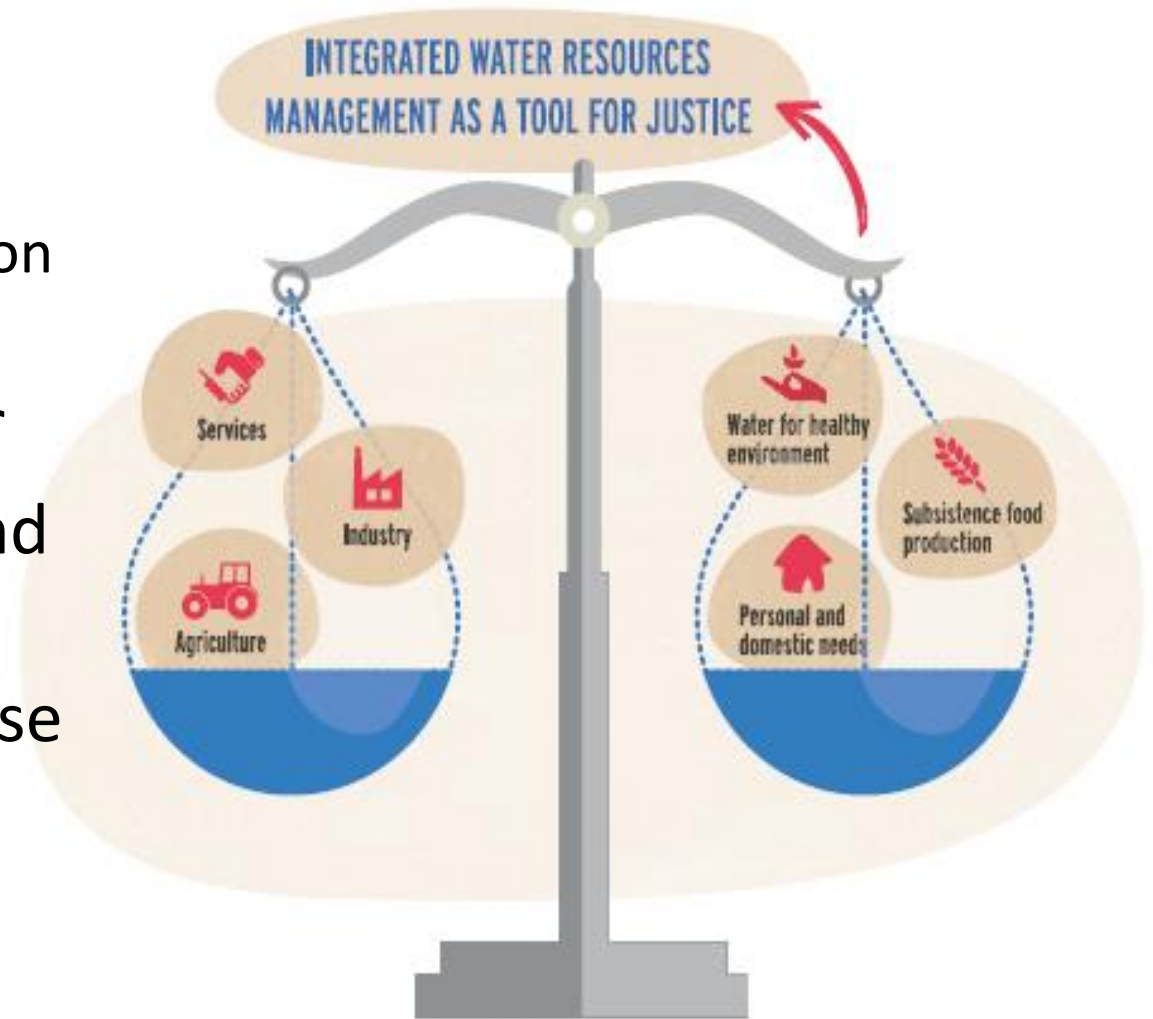 INTEGRATED WATER RESOURCES
MANAGEMENT AS A TOOL FOR JUSTICE
on
nd
se
Services
Industry
Agriculture
Water for healthy
environment
Subsistence food
production
Personal and
domestic needs